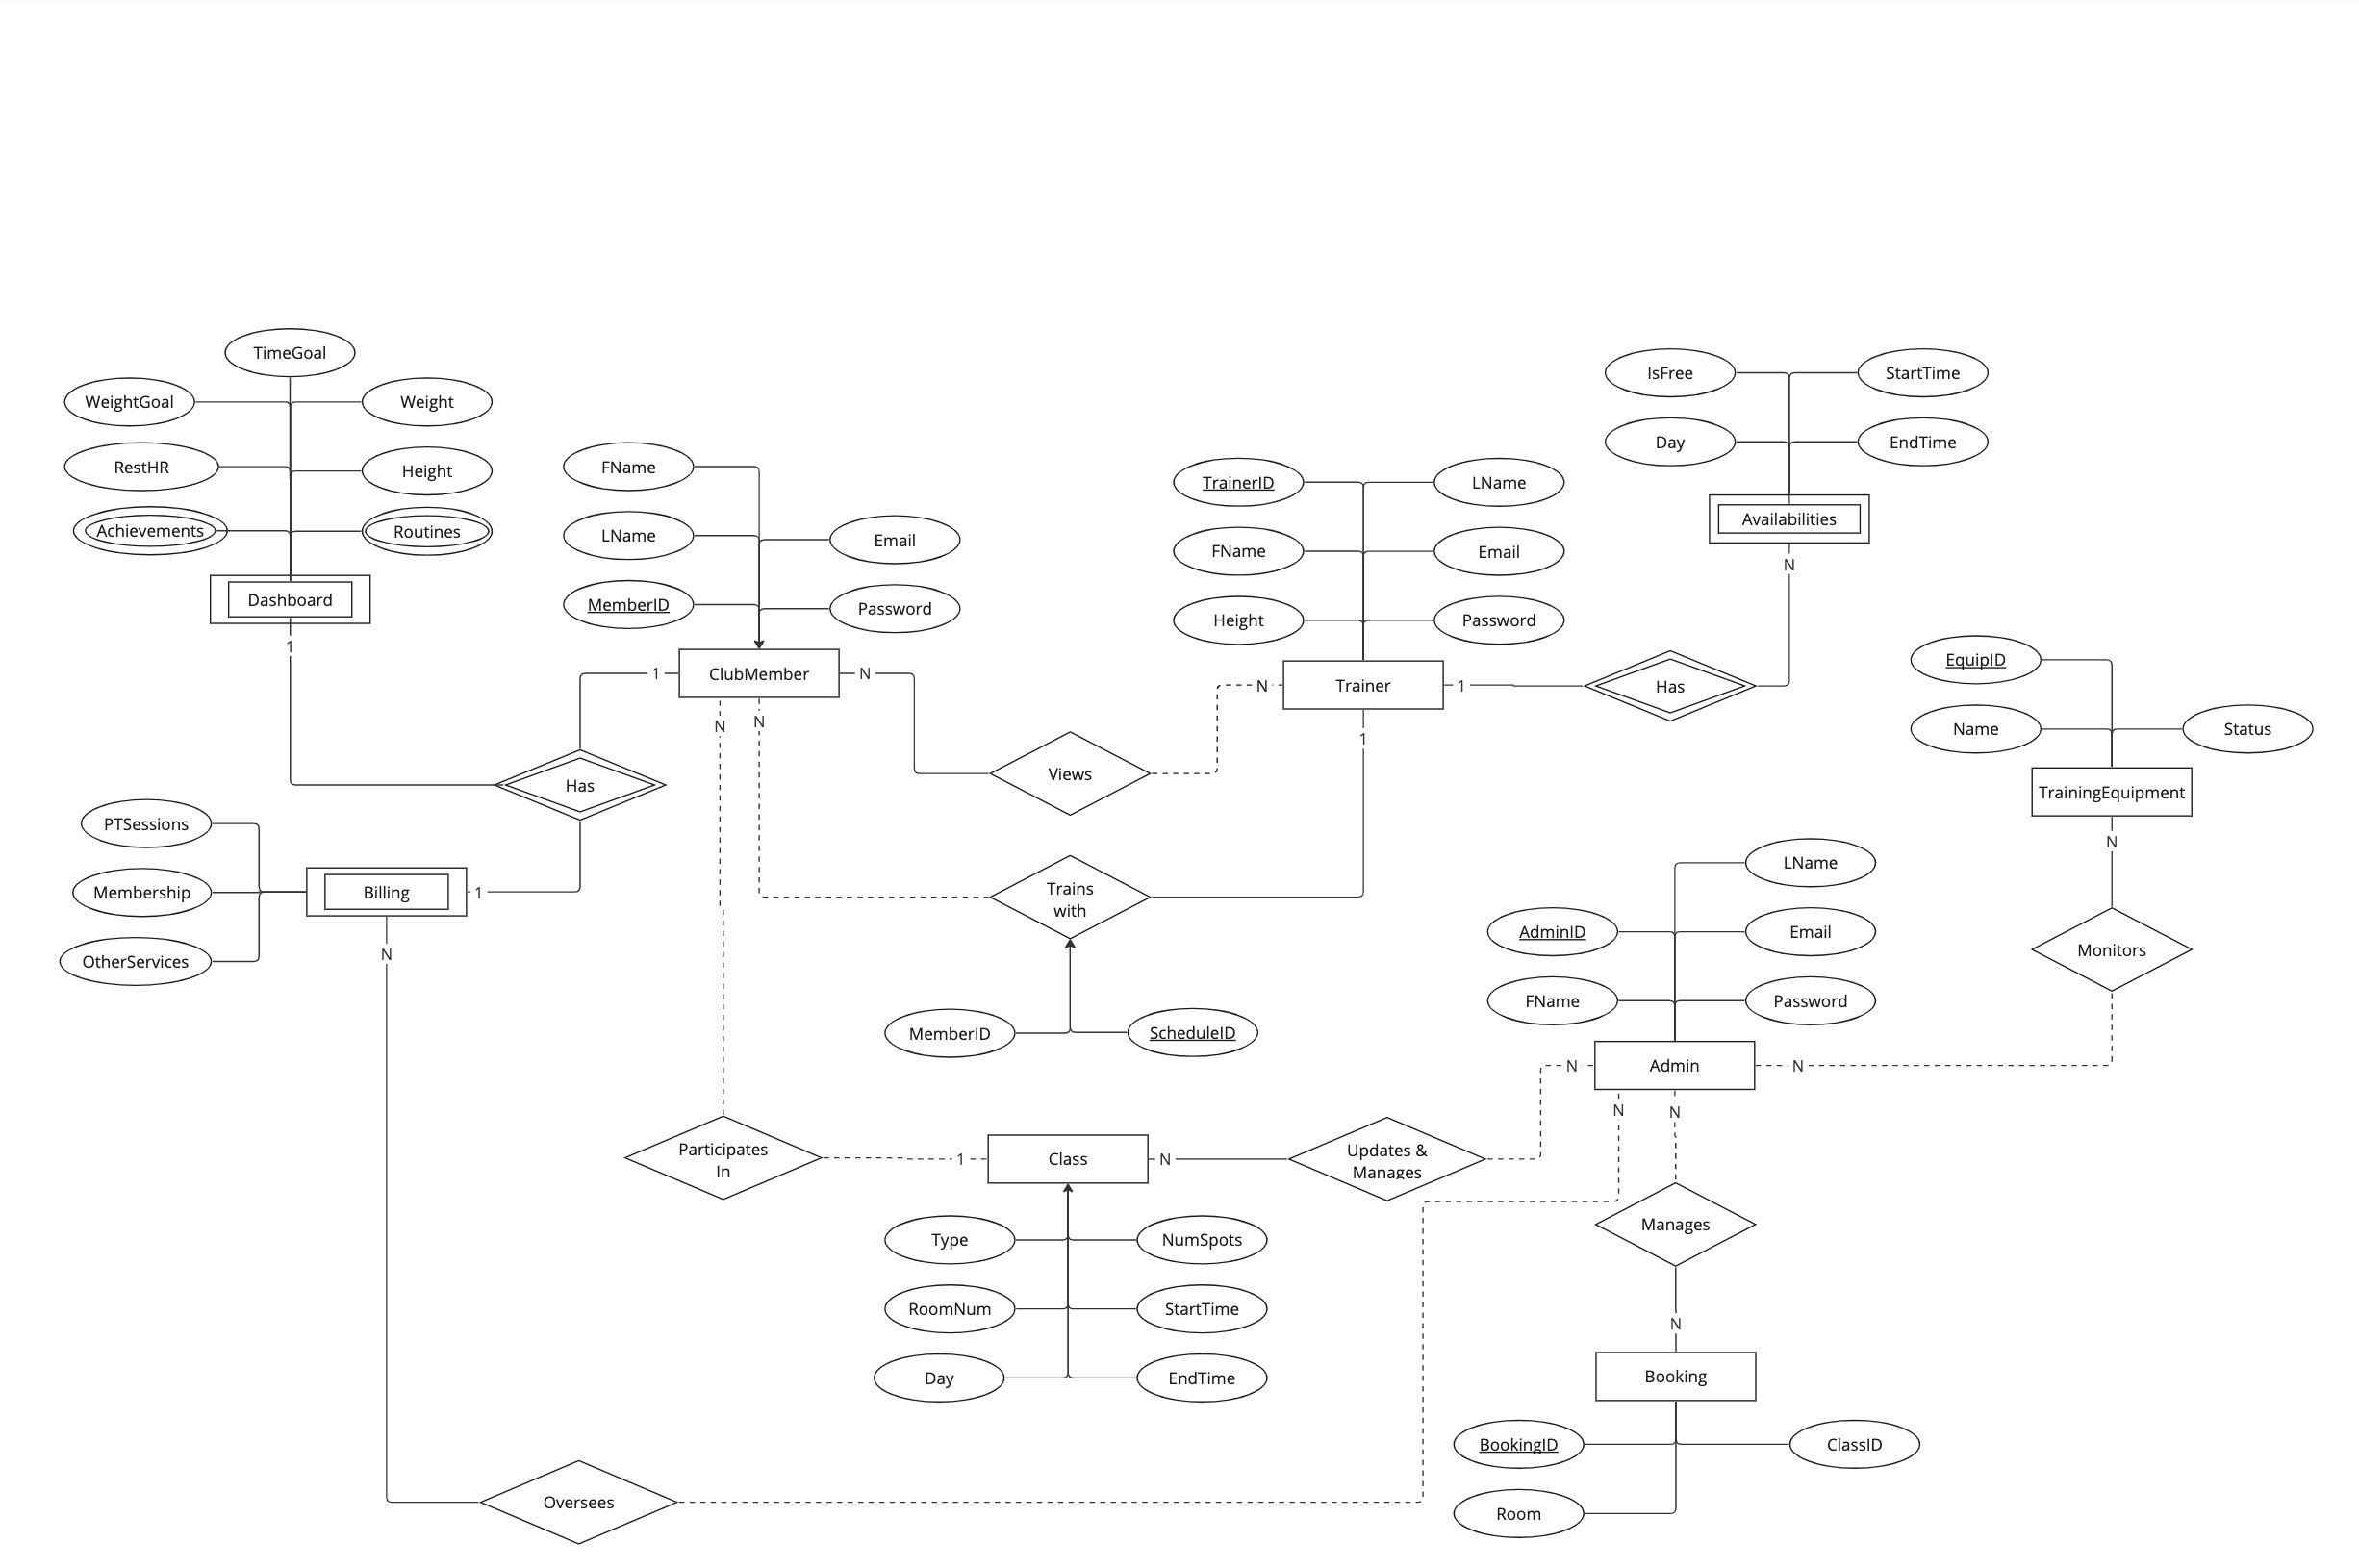 TimeGoal
WeightGoal
Weight
RestHR
Height
Achievements
Routines
Dashboard
1
FName
LName
Email
MemberID
Password
1
ClubMember
N
N
N
Has
PTSessions
Membership
Billing
1
OtherServices
N
Views
Trains
with
MemberID
ScheduleID
TrainerID
LName
FName
Email
Height
Password
N
Trainer
1
1
Has
IsFree
StartTime
Day
EndTime
Availabilities
N
EquipID
Name
Status
TrainingEquipment
N
Monitors
LName
AdminID
Email
FName
Password
N
Admin
N
N
N
Participates
In
1
Class
N
Updates &
Manages
Type
NumSpots
RoomNum
StartTime
Day
EndTime
Manages
N
Booking
BookingID
ClassID
Room
Oversees